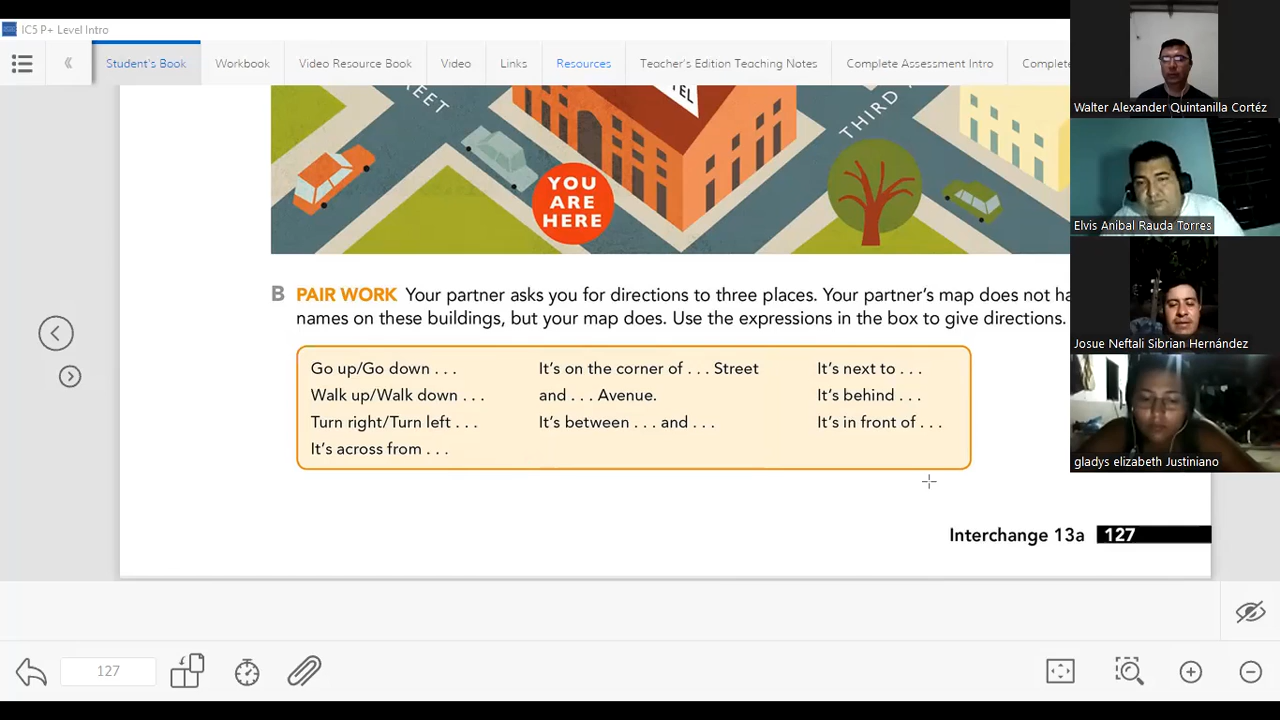 IC5 P+ Level Intro
Student's Book
Workbook
Video Resource Book
Video
Links
Resources
Teacher's Edition Teaching Notes
Complete Assessment Intro
Complete
EET
TEL
THIRD
YOU
ARE
HERE
B PAIR WORK Your partner asks you for directions to three places. Your partner's map does not ha
names on these buildings, but your map does. Use the expressions in the box to give directions.
Go up/Go down . . .
Walk up/Walk down . . .
Turn right/Turn left . . .
It's across from . . .
It's on the corner of . . . Street
and . . . Avenue.
It's between . . . and . . .
It's next to . . .
It's behind . . .
It's in front of . . .
Interchange 13a 127
127
Walter Alexander Quintanilla Cortéz
Elvis Anibal Rauda Torres
Josue Neftali Sibrian Hernández
gladys elizabeth Justiniano